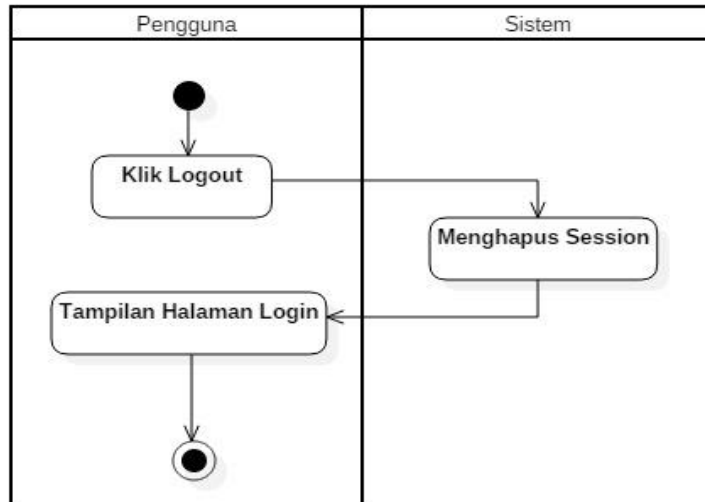 Pengguna
Sistem
Klik Logout
Menghapus Session
Tampilan Halaman Login